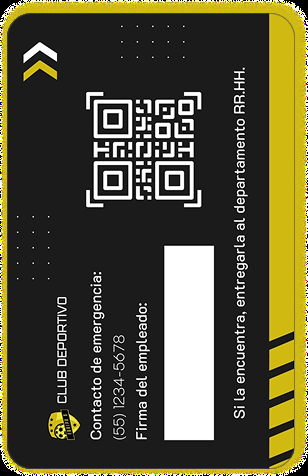 CLUB DEPORTIVO
Contacto de emergencia:
(55) 1234-5678
Firma del empleado:
Si la encuentra, entregarla al departamento RR.HH.